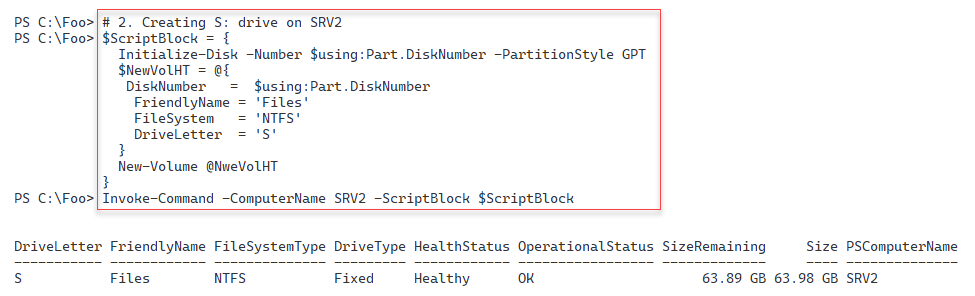 PS C:\Foo> # 2. Creating S: drive on SRV2
PS C:\Foo> $ScriptBlock = {
  Initialize-Disk -Number $using:Part.DiskNumber -PartitionStyle GPT
  $NewVolHT = @{
   DiskNumber   =  $using:Part.DiskNumber
    FriendlyName = 'Files'
    FileSystem   = 'NTFS'
    DriveLetter  = 'S'
  }
  New-Volume @NweVolHT
}
PS C:\Foo> Invoke-Command -ComputerName SRV2 -ScriptBlock $ScriptBlock
DriveLetter FriendlyName FileSystemType DriveType HealthStatus OperationalStatus SizeRemaining     Size PSComputerName
----------- ------------ -------------- --------- ------------ ----------------- -------------     ---- --------------
S           Files        NTFS           Fixed     Healthy      OK                     63.89 GB 63.98 GB SRV2